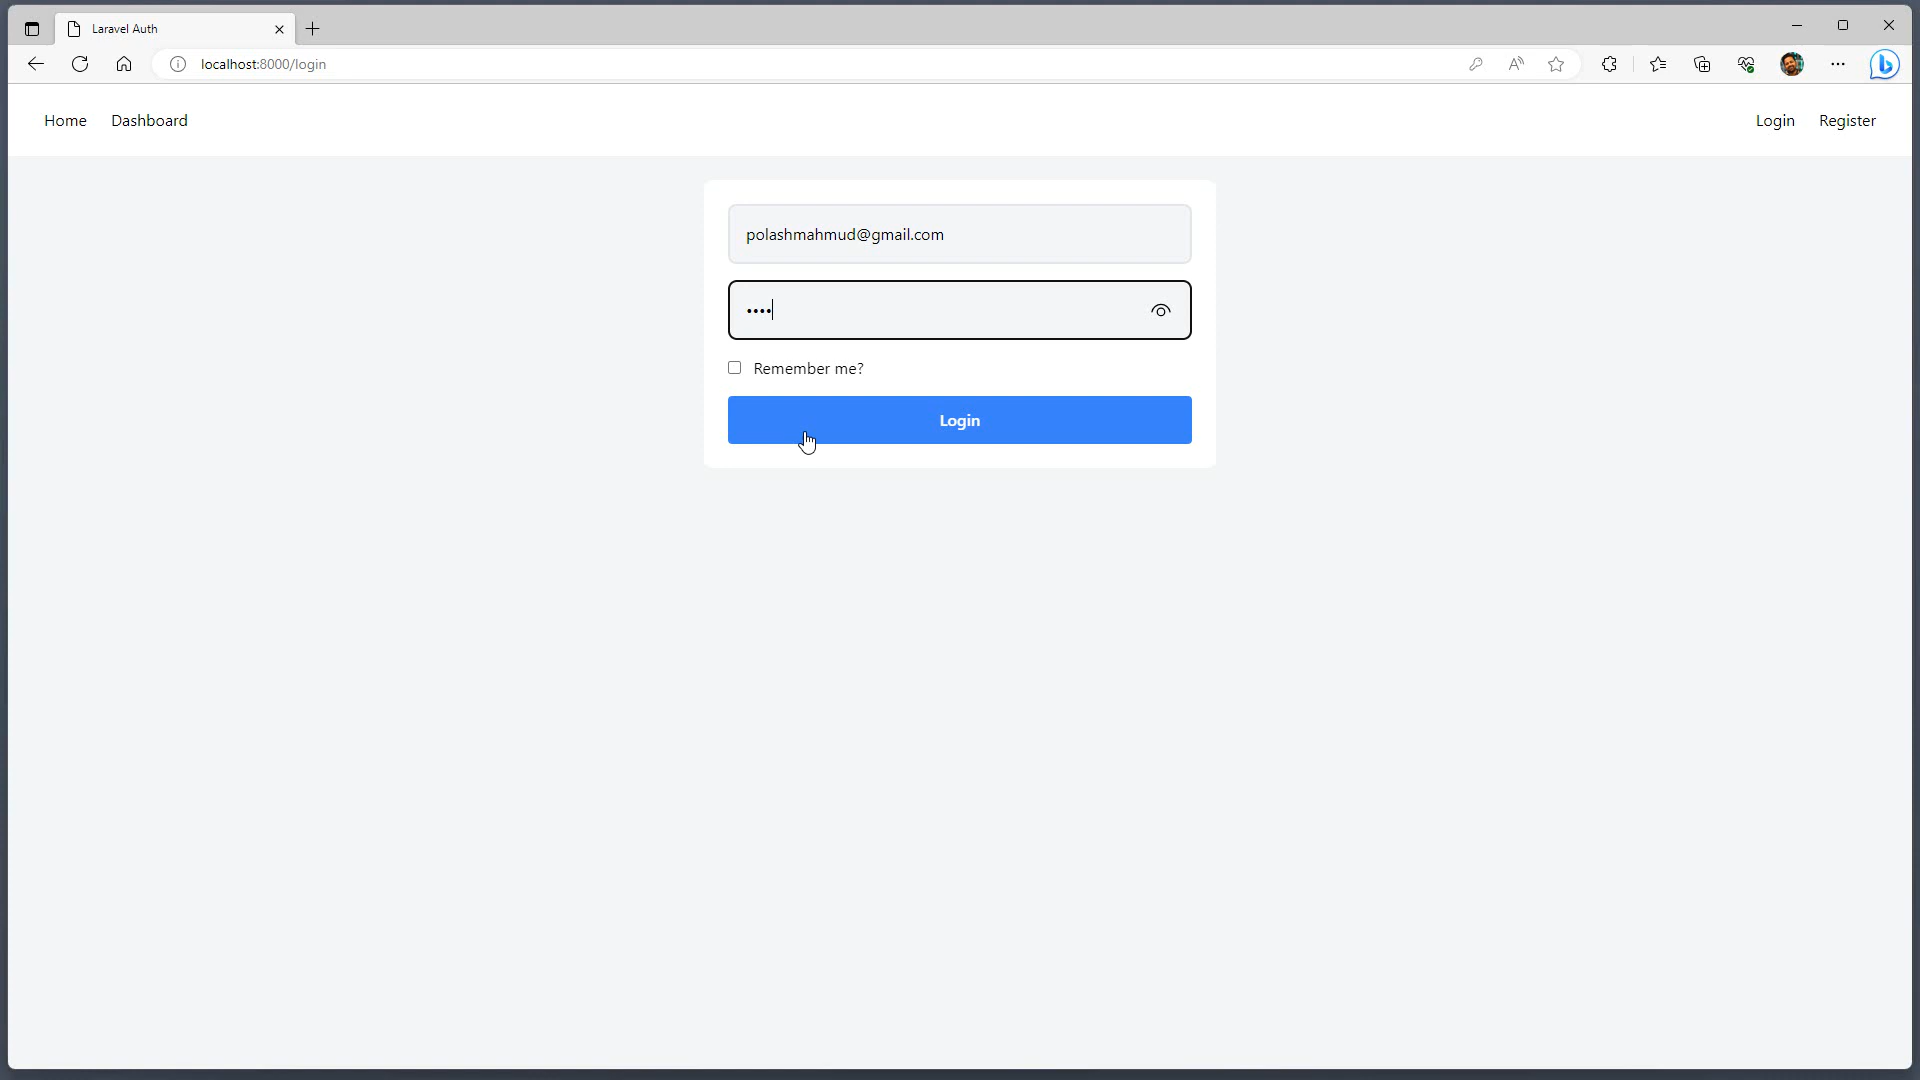 Laravel Auth
localhost:8000/login
Home Dashboard Login Register
polashmahmud@gmail.com
••••
Remember me?
Login